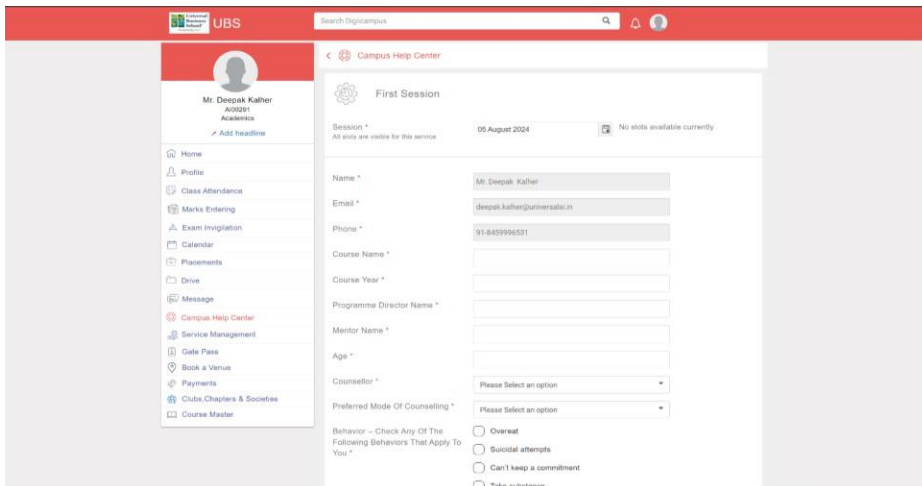 Universal
Business
School
UBS
Search Digicampus
Mr. Deepak Kalher
AI00291
Academics
Add headline
Home
Profile
Class Attendance
Marks Entering
Exam Invigilation
Calendar
Placements
Drive
Message
Campus Help Center
Service Management
Gate Pass
Book a Venue
Payments
Clubs,Chapters & Societies
Course Master
< Campus Help Center
First Session
Session *
All slots are visible for this service
05 August 2024
No slots available currently
Name *
Mr. Deepak Kalher
Email *
deepak.kalher@universalai.in
Phone *
91-8459996531
Course Name *
Course Year *
Programme Director Name *
Mentor Name *
Age *
Counsellor *
Please Select an option
Preferred Mode Of Counselling *
Please Select an option
Behavior – Check Any Of The
Following Behaviors That Apply To
You *
Overeat
Suicidal attempts
Can't keep a commitment
Take substance